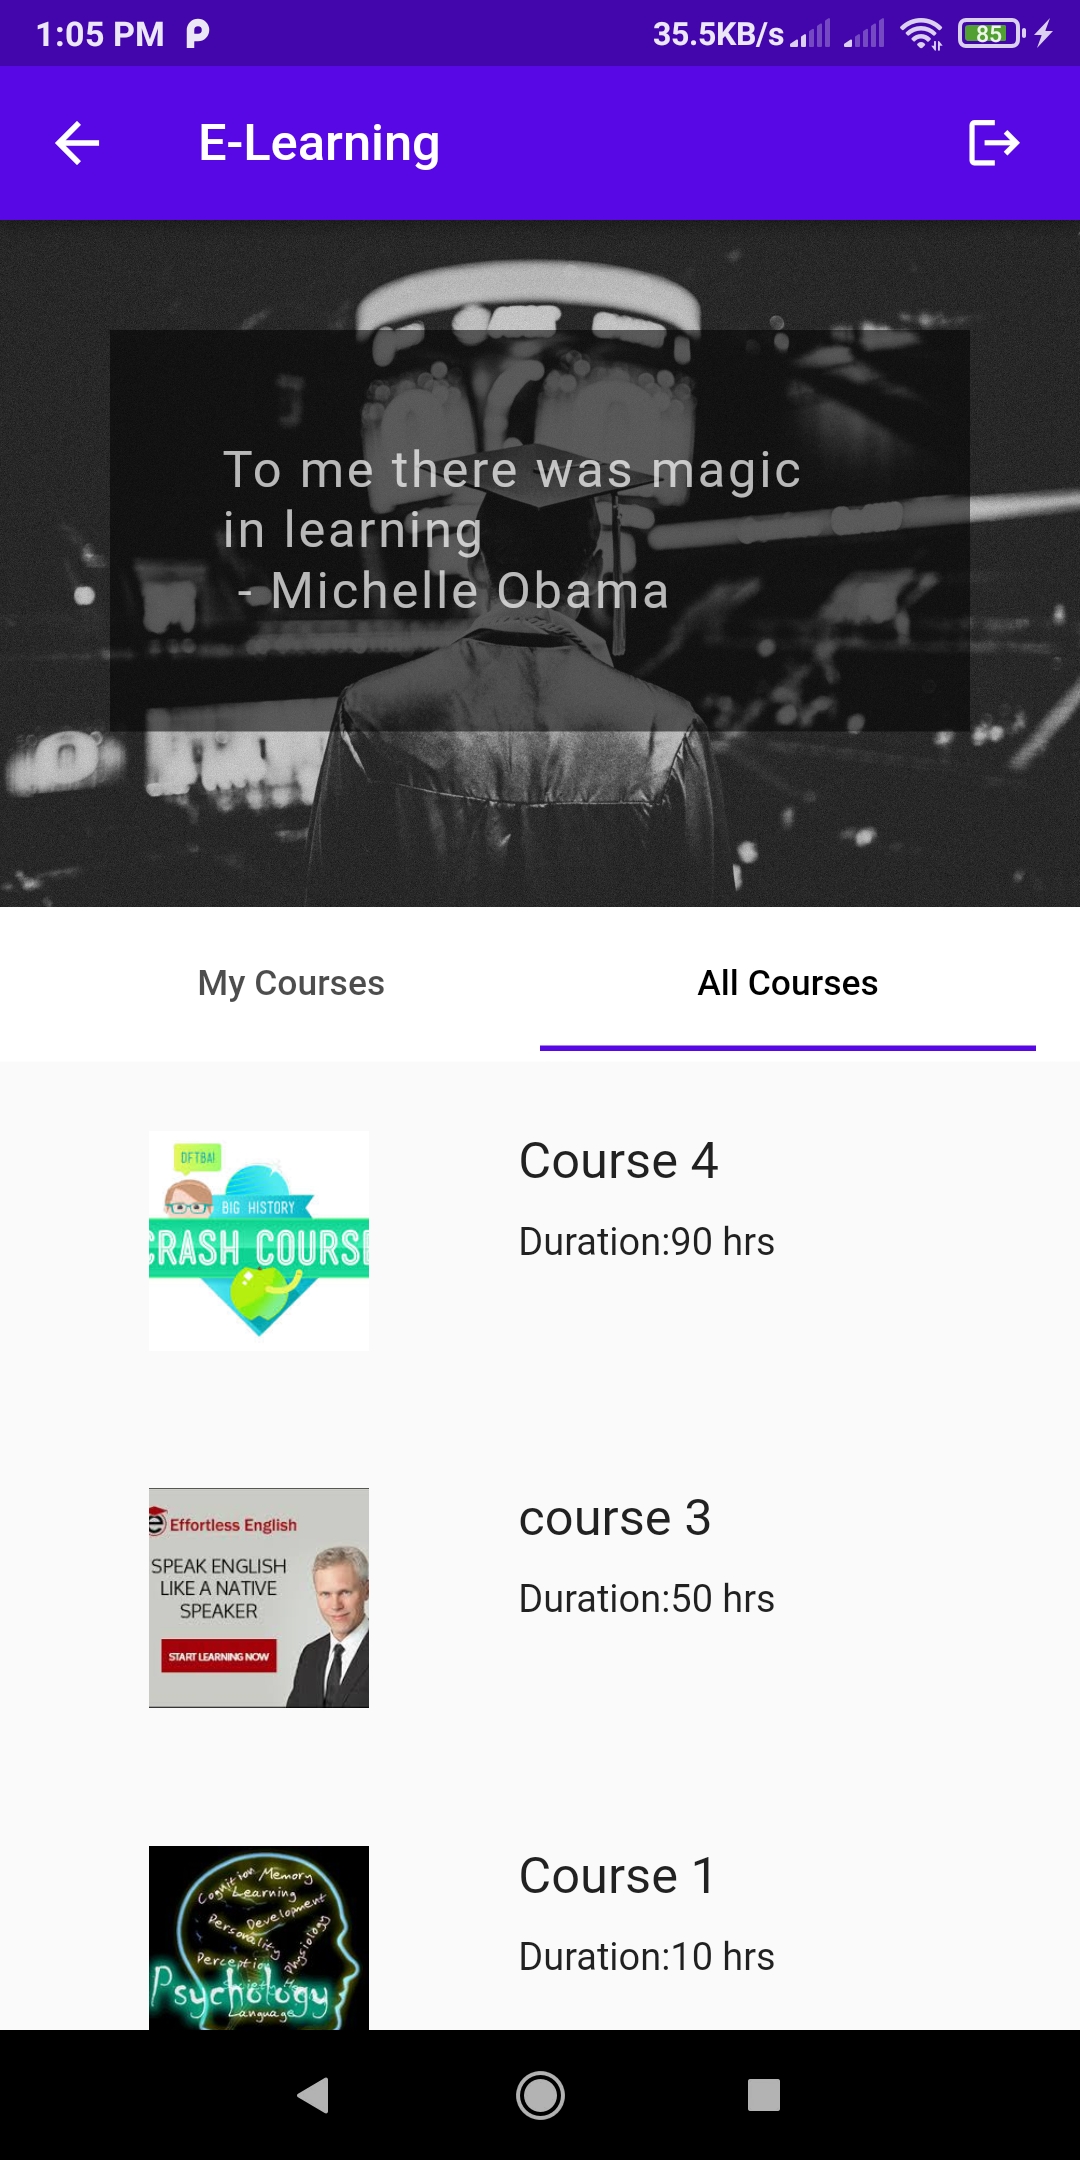 1:05 PM
35.5KB/s
85
E-Learning
To me there was magic
in learning
- Michelle Obama
My Courses
All Courses
DFTBA!
BIG HISTORY
CRASH COURSE
Course 4
Duration:90 hrs
e Effortless English
SPEAK ENGLISH
LIKE A NATIVE
SPEAKER
START LEARNING NOW
course 3
Duration:50 hrs
Cognition Memory
Learning
Development
Personality
Physiology
Perception
Psychology
Language
Course 1
Duration:10 hrs